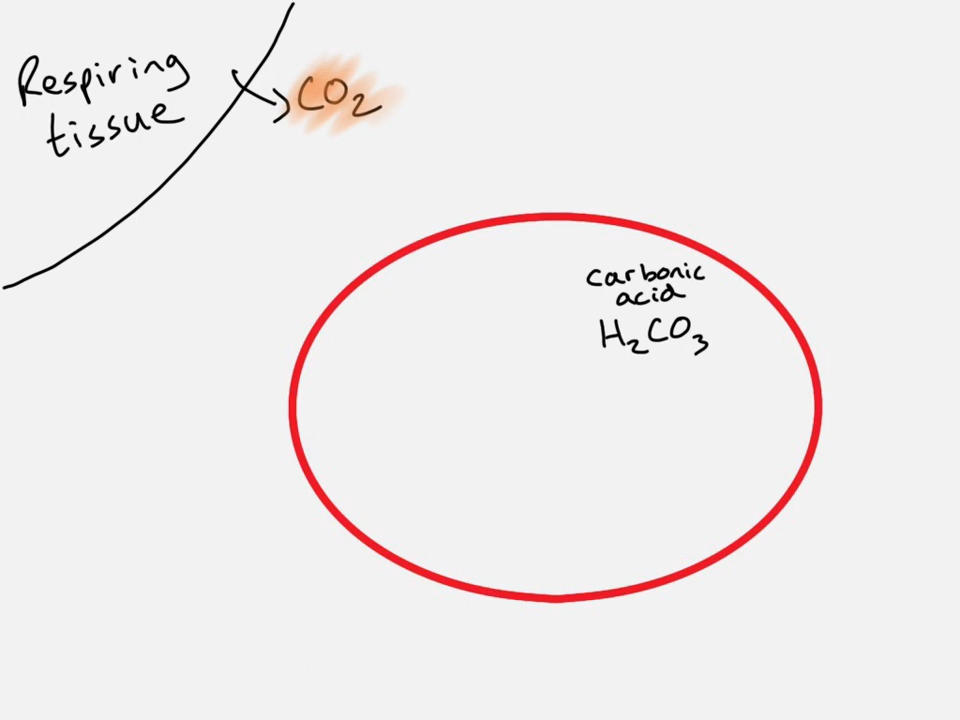 Respiring
tissue
CO₂
carbonic
acid
H₂CO₃